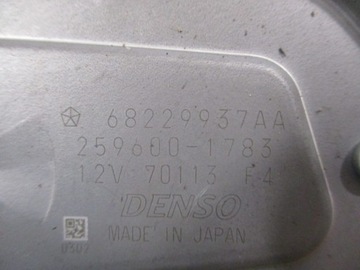 68229937AA
259600-1783
12V 70113 F4
DENSO
MADE IN JAPAN